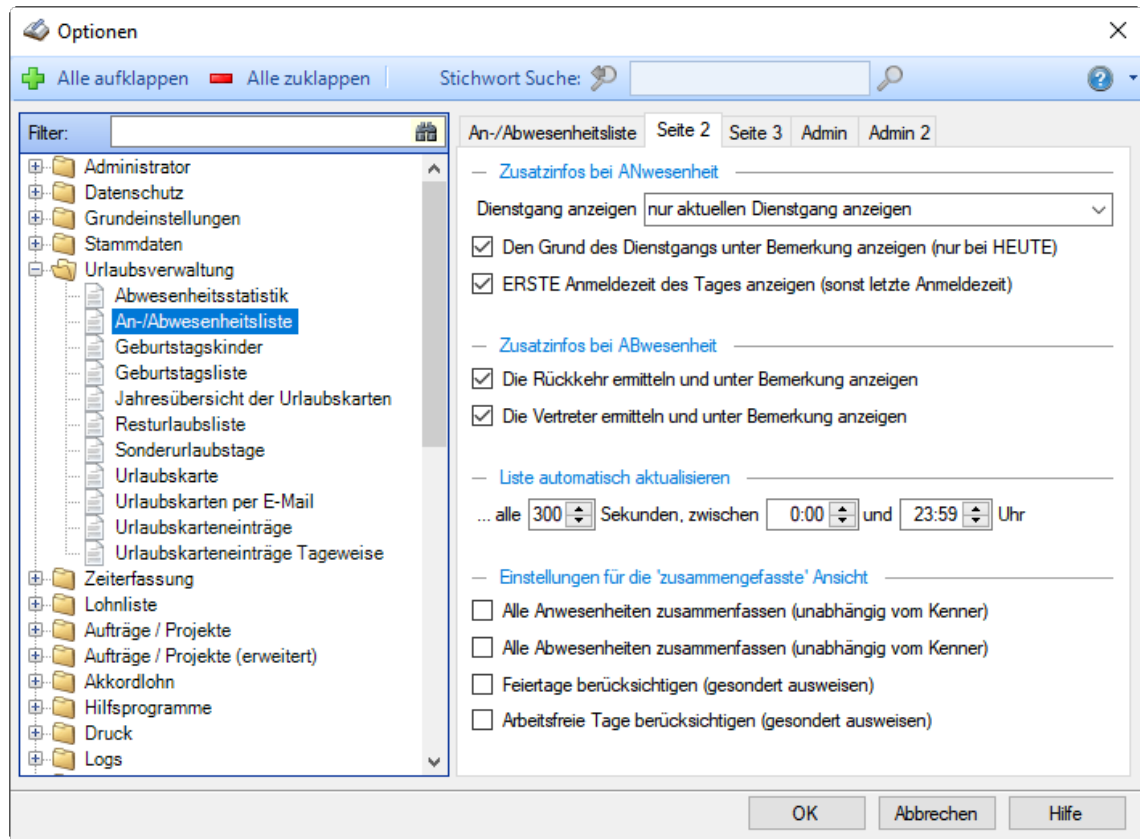 Optionen
Alle aufklappen Alle zuklappen Stichwort Suche:
Filter:
Administrator
Datenschutz
Grundeinstellungen
Stammdaten
Urlaubsverwaltung
Abwesenheitsstatistik
An-/Abwesenheitsliste
Geburtstagskinder
Geburtstagsliste
Jahresübersicht der Urlaubskarten
Resturlaubsliste
Sonderurlaubstage
Urlaubskarte
Urlaubskarten per E-Mail
Urlaubskarteneinträge
Urlaubskarteneinträge Tageweise
Zeiterfassung
Lohnliste
Aufträge / Projekte
Aufträge / Projekte (erweitert)
Akkordlohn
Hilfsprogramme
Druck
Logs
An-/Abwesenheitsliste Seite 2 Seite 3 Admin Admin 2
Zusatzinfos bei ANwesenheit
Dienstgang anzeigen nur aktuellen Dienstgang anzeigen
Den Grund des Dienstgangs unter Bemerkung anzeigen (nur bei HEUTE)
ERSTE Anmeldezeit des Tages anzeigen (sonst letzte Anmeldezeit)
Zusatzinfos bei ABwesenheit
Die Rückkehr ermitteln und unter Bemerkung anzeigen
Die Vertreter ermitteln und unter Bemerkung anzeigen
Liste automatisch aktualisieren
... alle 300 Sekunden, zwischen 0:00 und 23:59 Uhr
Einstellungen für die 'zusammengefasste' Ansicht
Alle Anwesenheiten zusammenfassen (unabhängig vom Kenner)
Alle Abwesenheiten zusammenfassen (unabhängig vom Kenner)
Feiertage berücksichtigen (gesondert ausweisen)
Arbeitsfreie Tage berücksichtigen (gesondert ausweisen)
OK Abbrechen Hilfe